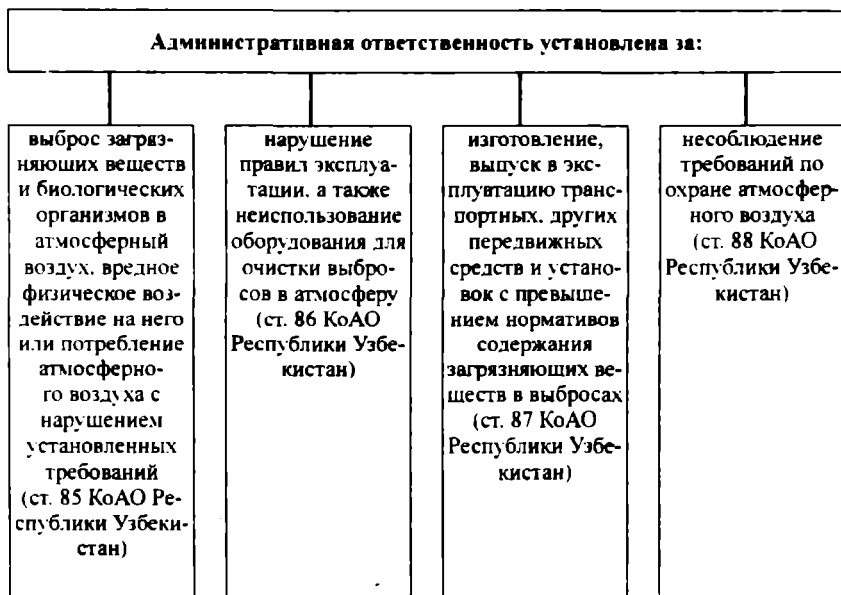 Административная ответственность установлена за:
выброс загряз-
няющих веществ
и биологических
организмов в
атмосферный
воздух, вредное
физическое воз-
действие на него
или потребление
атмосферно-
го воздуха с
нарушением
установленных
требований
(ст. 85 КоАО Ре-
спублики Узбеки-
стан)
нарушение
правил эксплуа-
тации, а также
неиспользование
оборудования для
очистки выбро-
сов в атмосферу
(ст. 86 КоАО
Республики Узбе-
кистан)
изготовление,
выпуск в экс-
плуатацию транс-
портных, других
передвижных
средств и устано-
вок с превыше-
нием нормативов
содержания
загрязняющих ве-
ществ в выбросах
(ст. 87 КоАО
Республики Узбе-
кистан)
несоблюдение
требований по
охране атмосфер-
ного воздуха
(ст. 88 КоАО
Республики Узбе-
кистан)